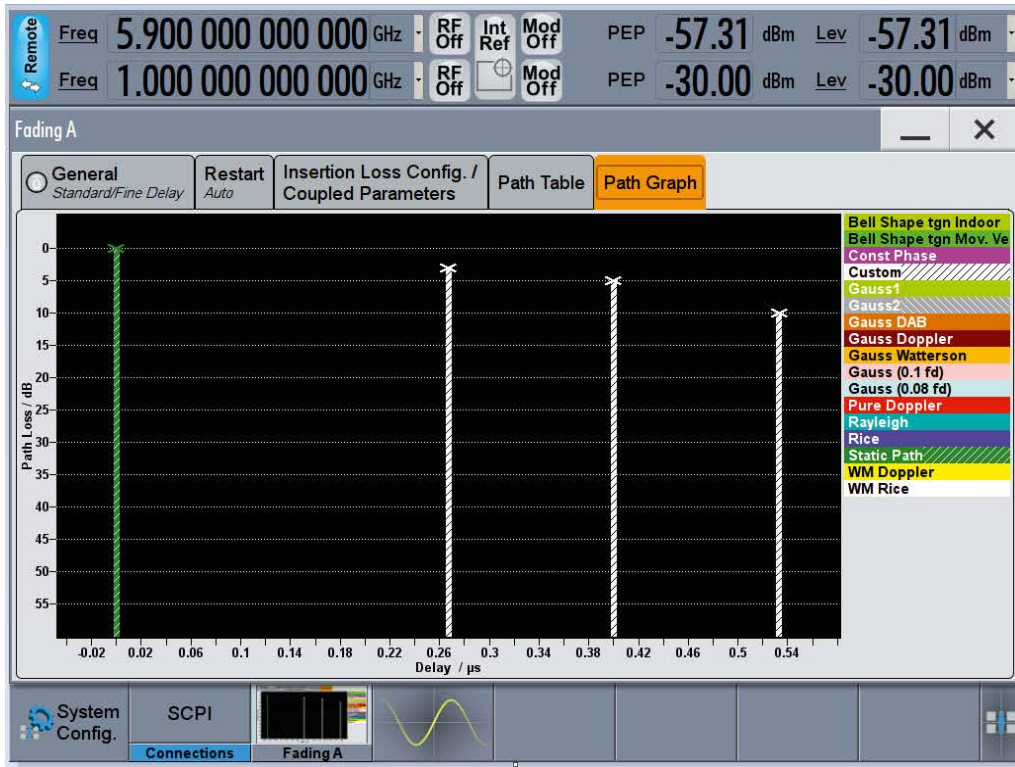 Remote
Freq 5.900 000 000 000 GHz RF Off Int Ref Mod Off PEP -57.31 dBm Lev -57.31 dBm
Freq 1.000 000 000 000 GHz RF Off Mod Off PEP -30.00 dBm Lev -30.00 dBm
Fading A
General
Standard/Fine Delay
Restart
Auto
Insertion Loss Config. /
Coupled Parameters
Path Table
Path Graph
Path Loss / dB
0
5
10
15
20
25
30
35
40
45
50
55
-0.02 0.02 0.06 0.1 0.14 0.18 0.22 0.26 0.3 0.34 0.38 0.42 0.46 0.5 0.54
Delay / µs
Bell Shape tgn Indoor
Bell Shape tgn Mov. Ve
Const Phase
Custom
Gauss1
Gauss2
Gauss DAB
Gauss Doppler
Gauss Watterson
Gauss (0.1 fd)
Gauss (0.08 fd)
Pure Doppler
Rayleigh
Rice
Static Path
WM Doppler
WM Rice
System
Config.
SCPI
Connections
Fading A